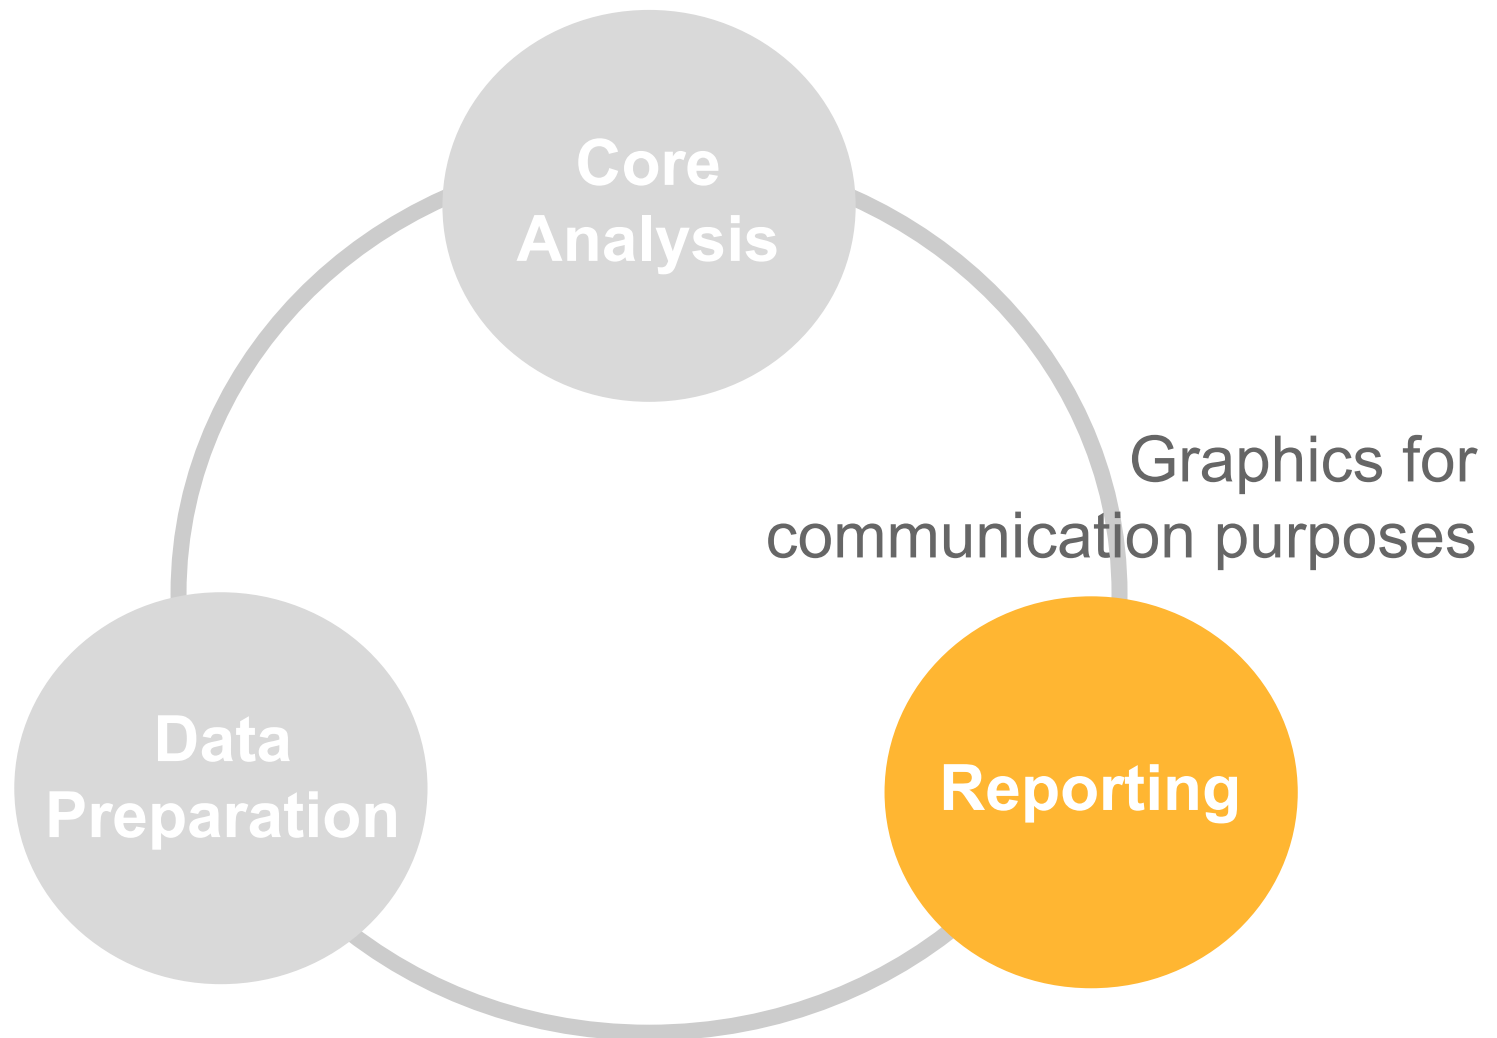 Core
Analysis
Graphics for
communication purposes
Data
Preparation
Reporting